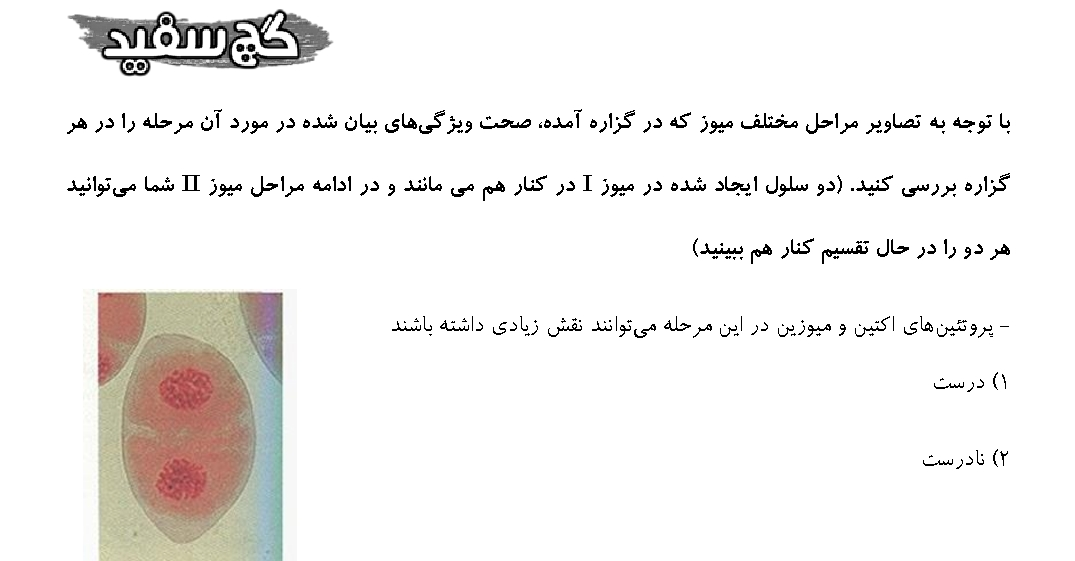 گچ سفید
با توجه به تصاویر مراحل مختلف میوز که در گزاره آمده، صحت ویژگی‌های بیان شده در مورد آن مرحله را در هر
گزاره بررسی کنید. (دو سلول ایجاد شده در میوز I در کنار هم می مانند و در ادامه مراحل میوز II شما می‌توانید
هر دو را در حال تقسیم کنار هم ببینید)
- پروتئین‌های اکتین و میوزین در این مرحله می‌توانند نقش زیادی داشته باشند
۱) درست
۲) نادرست